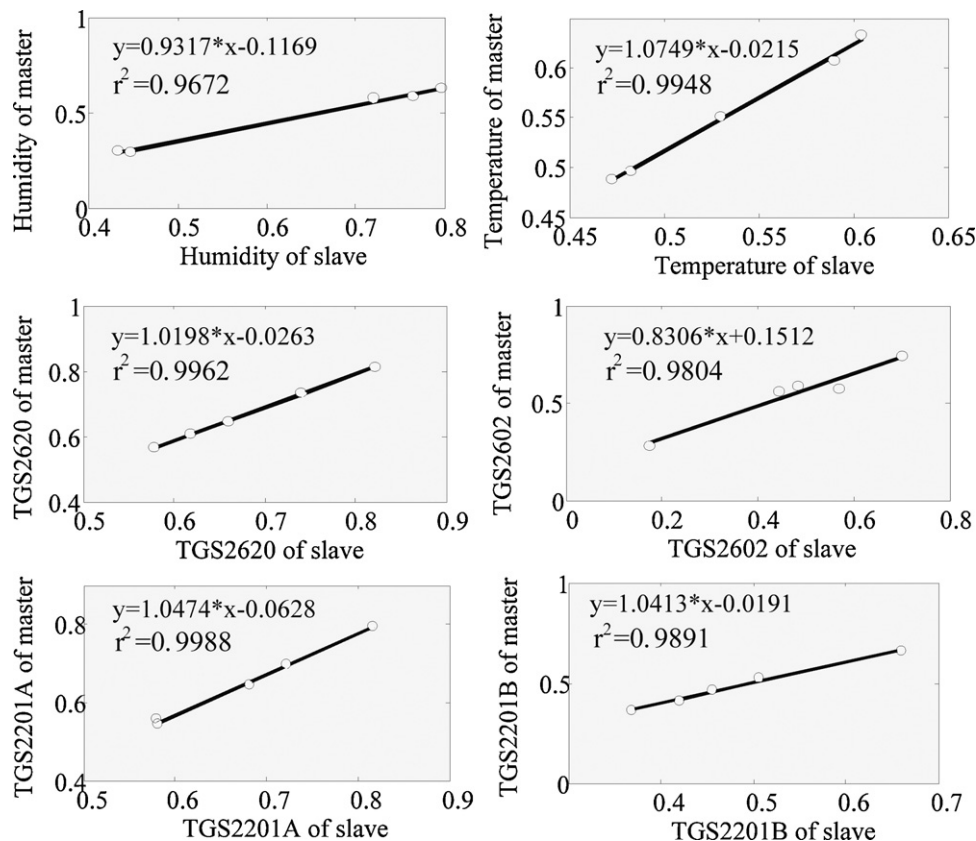 y=0.9317*x-0.1169
r²=0.9672
Humidity of master
1
0.5
0
0.4
0.5
0.6
0.7
0.8
Humidity of slave
y=1.0749*x-0.0215
r²=0.9948
Temperature of master
0.6
0.55
0.5
0.45
0.45
0.5
0.55
0.6
0.65
Temperature of slave
y=1.0198*x-0.0263
r²=0.9962
TGS2620 of master
1
0.8
0.6
0.4
0.5
0.6
0.7
0.8
0.9
TGS2620 of slave
y=0.8306*x+0.1512
r²=0.9804
TGS2602 of master
1
0.5
0
0
0.2
0.4
0.6
0.8
TGS2602 of slave
y=1.0474*x-0.0628
r²=0.9988
TGS2201A of master
0.8
0.6
0.4
0.5
0.6
0.7
0.8
0.9
TGS2201A of slave
y=1.0413*x-0.0191
r²=0.9891
TGS2201B of master
1
0.5
0
0.4
0.5
0.6
0.7
TGS2201B of slave